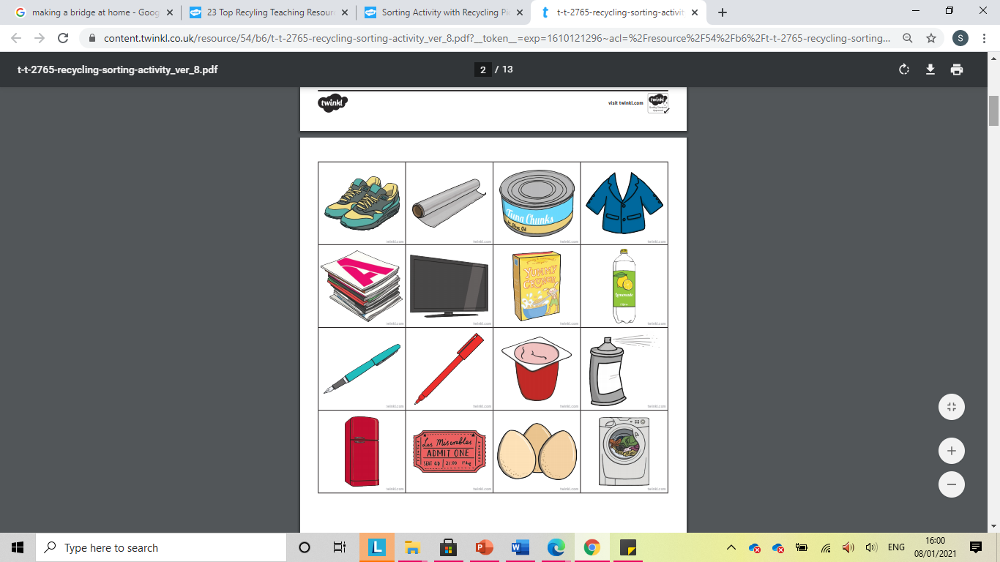 making a bridge at home - Goog
23 Top Recyling Teaching Resour
Sorting Activity with Recycling Pi
t-t-2765-recycling-sorting-activit
content.twinkl.co.uk/resource/54/b6/t-t-2765-recycling-sorting-activity_ver_8.pdf?__token__=exp=1610121296~acl=%2Fresource%2F54%2Fb6%2Ft-t-2765-recycling-sorting...
S
t-t-2765-recycling-sorting-activity_ver_8.pdf
2 / 13
twinkl
visit twinkl.com
twinkl
Tuna Chunks
twinkl.com
twinkl.com
twinkl.com
twinkl.com
A
YUMMY
CRUNCH
Lemonade
twinkl.com
twinkl.com
twinkl.com
twinkl.com
twinkl.com
twinkl.com
twinkl.com
twinkl.com
Les Miserables
ADMIT ONE
SEAT 4D 21:00 1st Aug
twinkl.com
twinkl.com
twinkl.com
twinkl.com
Type here to search
L
P
W
ENG
16:00
08/01/2021